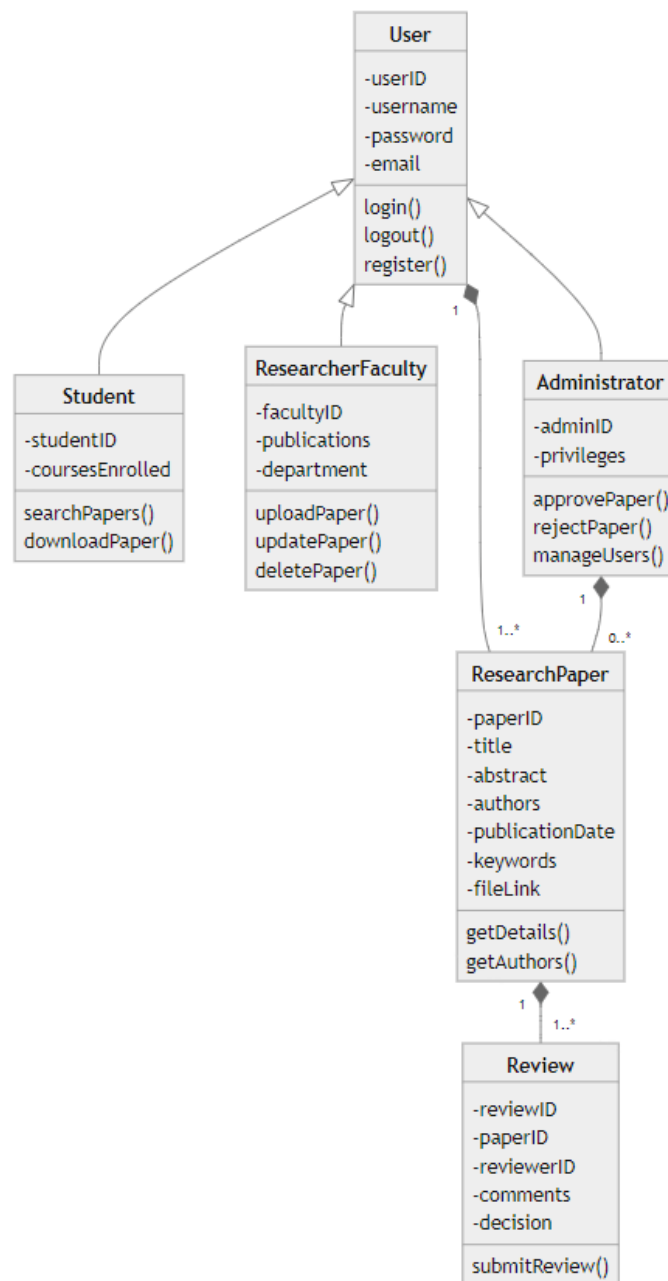 User
-userID
-username
-password
-email
login()
logout()
register()
1
Student
-studentID
-coursesEnrolled
searchPapers()
downloadPaper()
ResearcherFaculty
-facultyID
-publications
-department
uploadPaper()
updatePaper()
deletePaper()
Administrator
-adminID
-privileges
approvePaper()
rejectPaper()
manageUsers()
1
1..*
0..*
ResearchPaper
-paperID
-title
-abstract
-authors
-publicationDate
-keywords
-fileLink
getDetails()
getAuthors()
1
1..*
Review
-reviewID
-paperID
-reviewerID
-comments
-decision
submitReview()